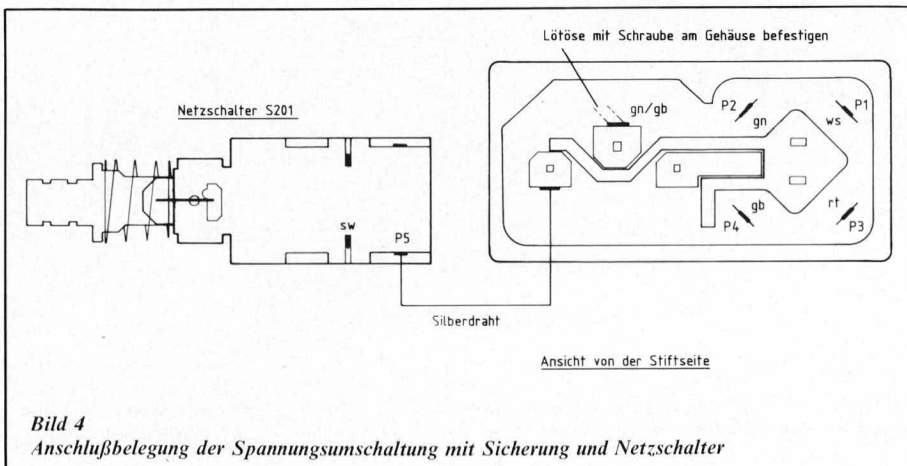 Lötöse mit Schraube am Gehäuse befestigen
Netzschalter S201
gn/gb
P2
gn
P1
ws
sw
P5
gb
P4
rt
P3
Silberdraht
Ansicht von der Stiftseite
Bild 4
Anschlußbelegung der Spannungsumschaltung mit Sicherung und Netzschalter